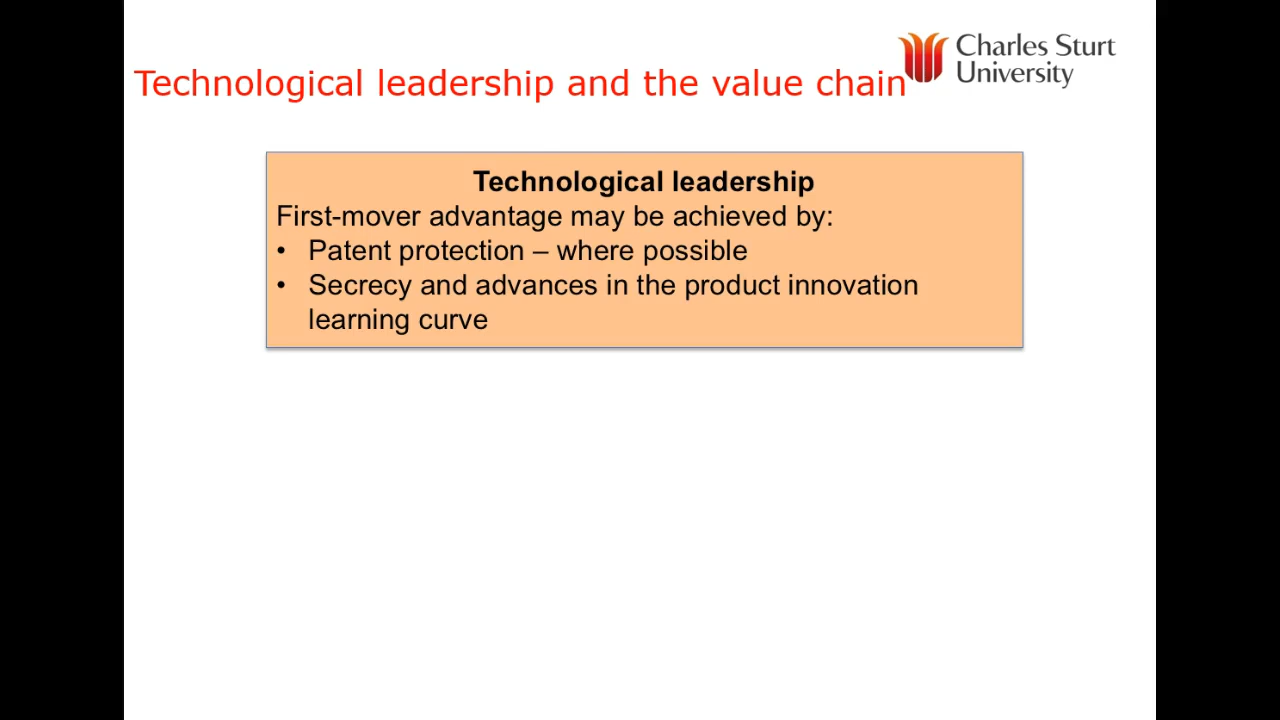 Charles Sturt
University
Technological leadership and the value chain
Technological leadership
First-mover advantage may be achieved by:
• Patent protection – where possible
• Secrecy and advances in the product innovation
learning curve